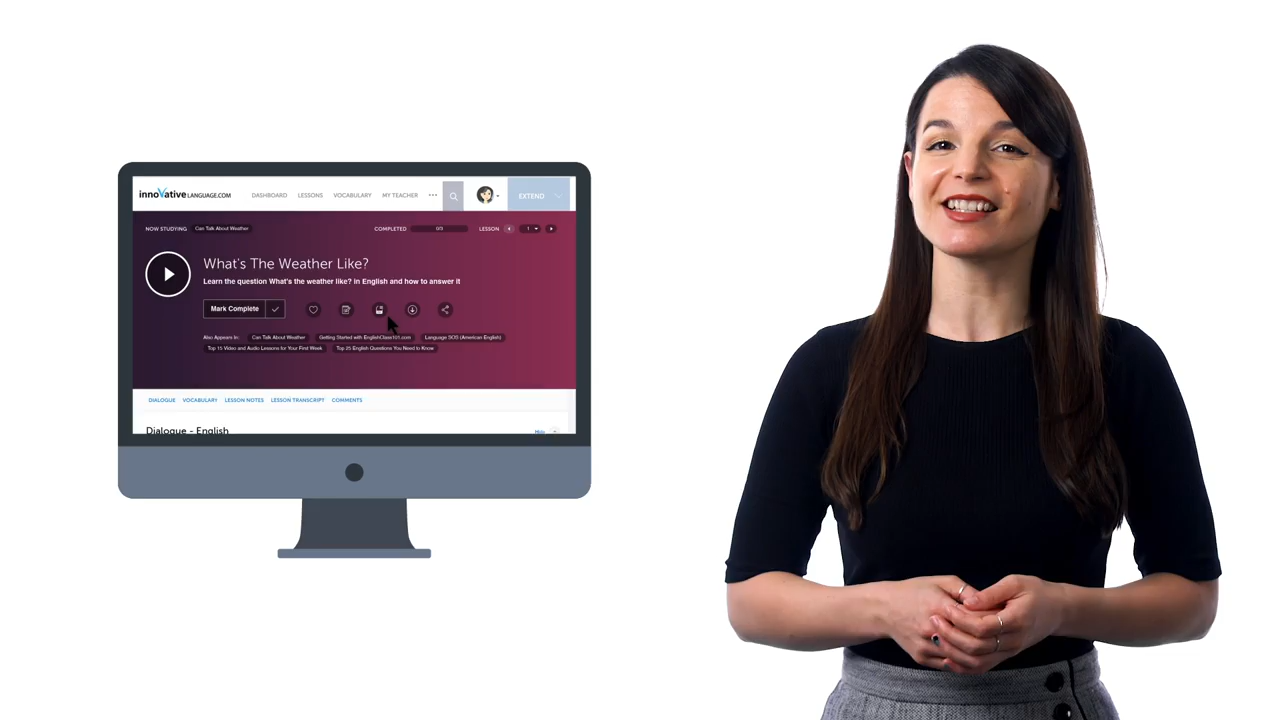 innoVative LANGUAGE.COM DASHBOARD LESSONS VOCABULARY MY TEACHER ••• EXTEND
NOW STUDYING Can Talk About Weather COMPLETED 0/3 LESSON 1
What's The Weather Like?
Learn the question What's the weather like? in English and how to answer it
Mark Complete
Also Appears In: Can Talk About Weather Getting Started with EnglishClass101.com Language SOS (American English)
Top 15 Video and Audio Lessons for Your First Week Top 25 English Questions You Need to Know
DIALOGUE VOCABULARY LESSON NOTES LESSON TRANSCRIPT COMMENTS
Dialogue - English Hide